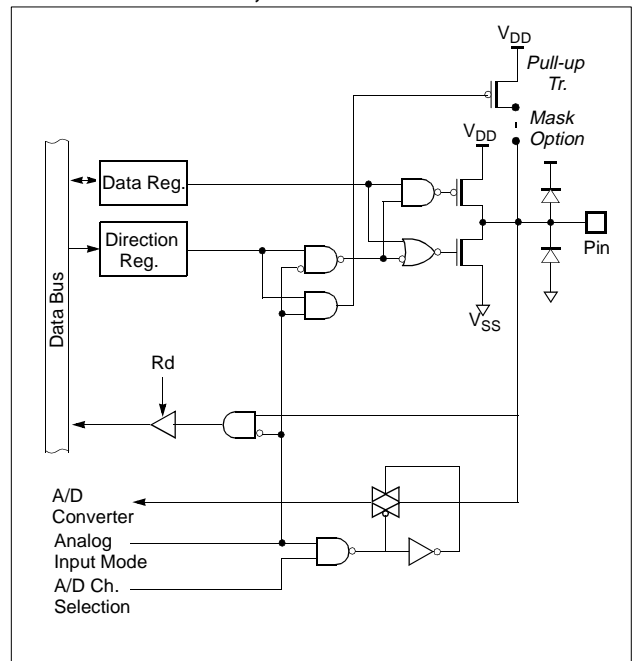 VDD
Pull-up
Tr.
Mask
Option
VDD
Data Reg.
Direction
Reg.
Pin
Data Bus
VSS
Rd
A/D
Converter
Analog
Input Mode
A/D Ch.
Selection